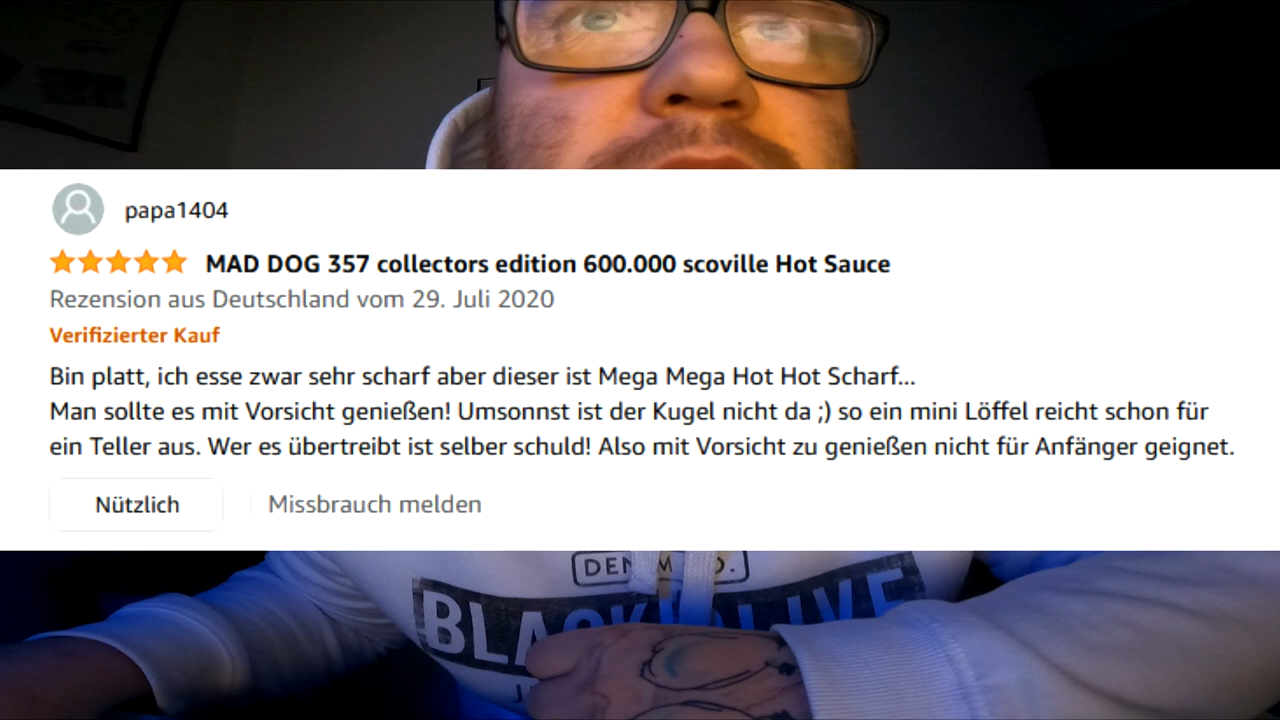 papa1404
MAD DOG 357 collectors edition 600.000 scoville Hot Sauce
Rezension aus Deutschland vom 29. Juli 2020
Verifizierter Kauf
Bin platt, ich esse zwar sehr scharf aber dieser ist Mega Mega Hot Hot Scharf...
Man sollte es mit Vorsicht genießen! Umsonnst ist der Kugel nicht da ;) so ein mini Löffel reicht schon für
ein Teller aus. Wer es übertreibt ist selber schuld! Also mit Vorsicht zu genießen nicht für Anfänger geignet.
Nützlich
Missbrauch melden